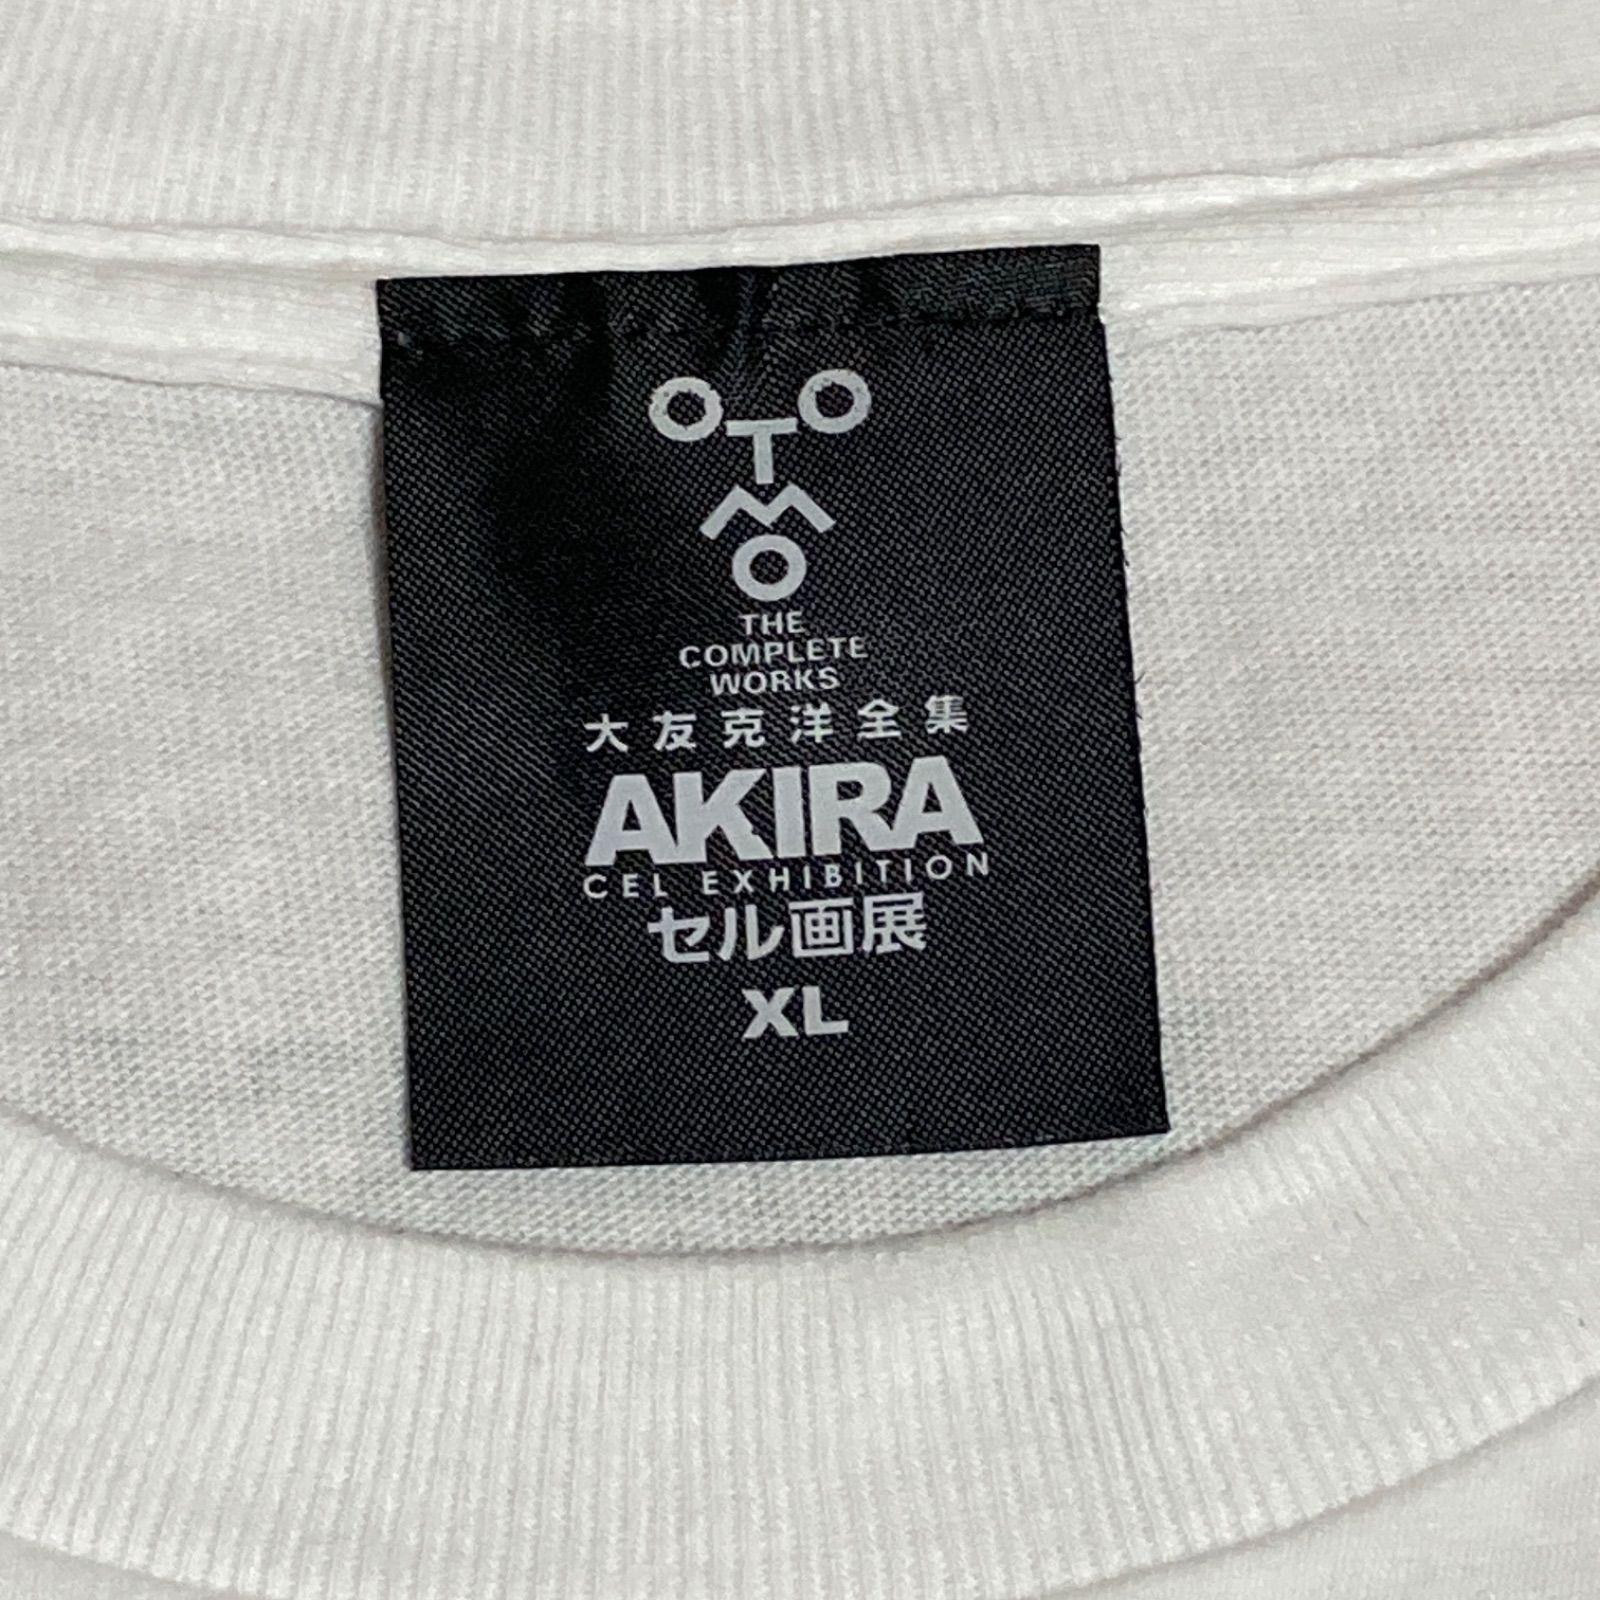 OTOMO
THE
COMPLETE
WORKS
大友克洋全集
AKIRA
CEL EXHIBITION
セル画展
XL